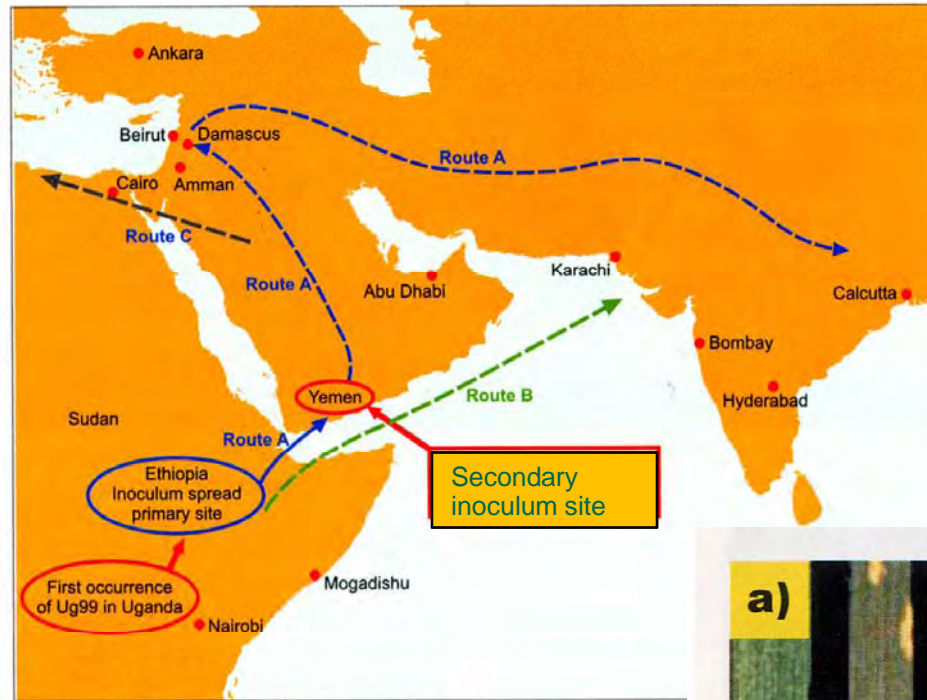 Ankara
Beirut
Damascus
Route A
Cairo
Amman
Route C
Karachi
Route A
Abu Dhabi
Calcutta
Bombay
Yemen
Route B
Hyderabad
Sudan
Route A
Ethiopia
Inoculum spread
primary site
Secondary
inoculum site
First occurrence
of Ug99 in Uganda
Mogadishu
Nairobi
a)